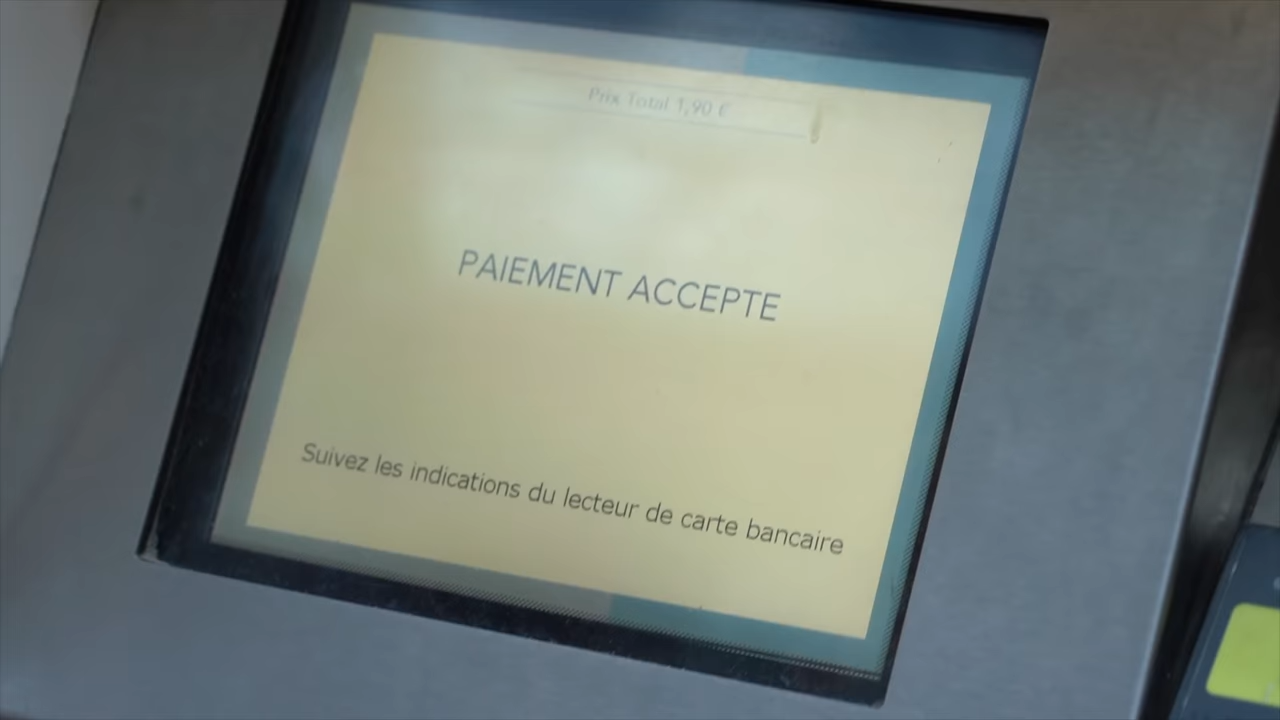 Prix Total 1,90 €
PAIEMENT ACCEPTE
Suivez les indications du lecteur de carte bancaire